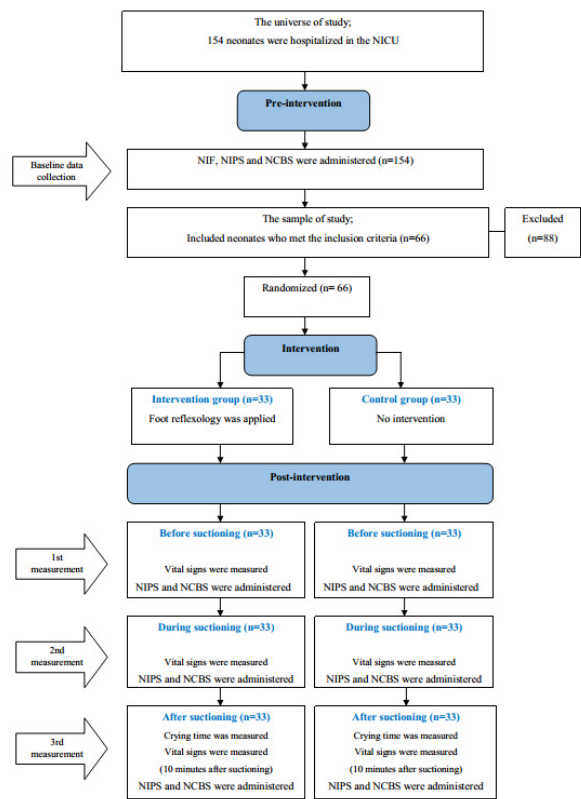 The universe of study;
154 neonates were hospitalized in the NICU
Pre-intervention
Baseline data
collection
NIF, NIPS and NCBS were administered (n=154)
The sample of study;
Included neonates who met the inclusion criteria (n=66)
Excluded
(n=88)
Randomized (n= 66)
Intervention
Intervention group (n=33)
Foot reflexology was applied
Control group (n=33)
No intervention
Post-intervention
1st
measurement
Before suctioning (n=33)
Vital signs were measured
NIPS and NCBS were administered
Before suctioning (n=33)
Vital signs were measured
NIPS and NCBS were administered
2nd
measurement
During suctioning (n=33)
Vital signs were measured
NIPS and NCBS were administered
During suctioning (n=33)
Vital signs were measured
NIPS and NCBS were administered
3rd
measurement
After suctioning (n=33)
Crying time was measured
Vital signs were measured
(10 minutes after suctioning)
NIPS and NCBS were administered
After suctioning (n=33)
Crying time was measured
Vital signs were measured
(10 minutes after suctioning)
NIPS and NCBS were administered